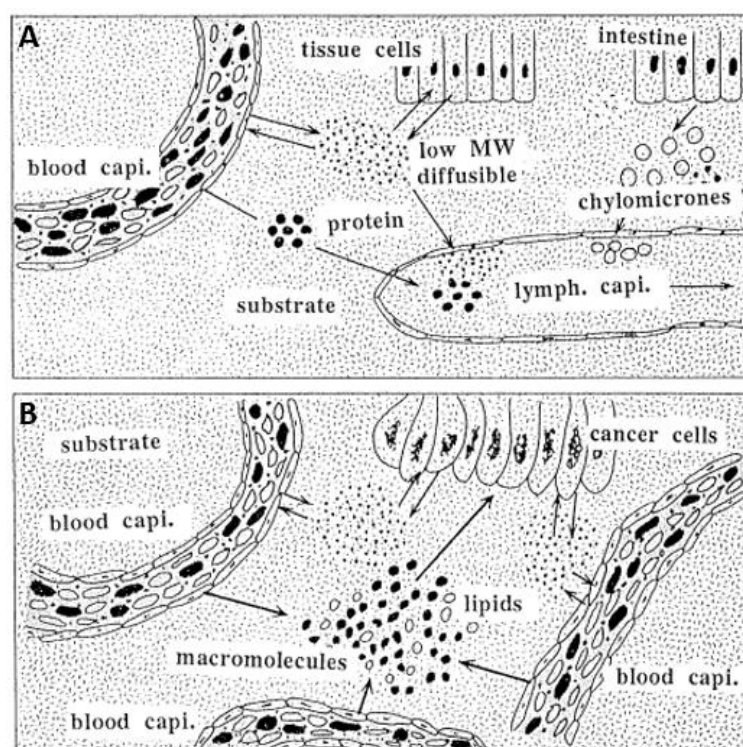 A
tissue cells
intestine
blood capi.
low MW
diffusible
chylomicrones
protein
substrate
lymph. capi.
B
substrate
cancer cells
blood capi.
lipids
macromolecules
blood capi.
blood capi.